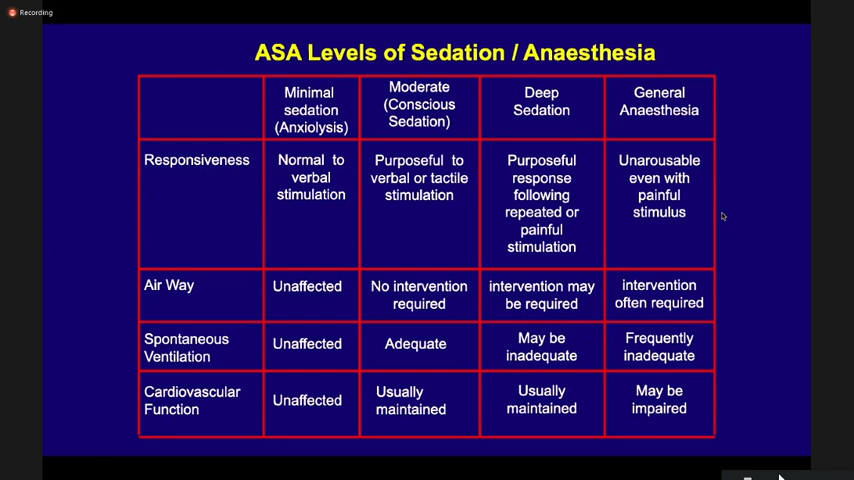 Recording
ASA Levels of Sedation / Anaesthesia
Minimal
sedation
(Anxiolysis)
Moderate
(Conscious
Sedation)
Deep
Sedation
General
Anaesthesia
Responsiveness
Normal to
verbal
stimulation
Purposeful to
verbal or tactile
stimulation
Purposeful
response
following
repeated or
painful
stimulation
Unarousable
even with
painful
stimulus
Air Way
Unaffected
No intervention
required
intervention may
be required
intervention
often required
Spontaneous
Ventilation
Unaffected
Adequate
May be
inadequate
Frequently
inadequate
Cardiovascular
Function
Unaffected
Usually
maintained
Usually
maintained
May be
impaired